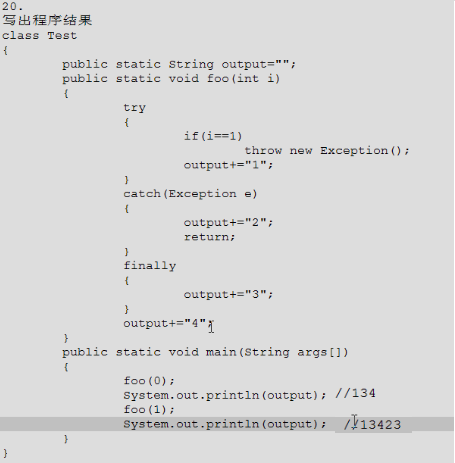 20.
写出程序结果
class Test
{
public static String output="";
public static void foo(int i)
{
try
{
if(i==1)
throw new Exception();
output+="1";
}
catch(Exception e)
{
output+="2";
return;
}
finally
{
output+="3";
}
output+="4";
}
public static void main(String args[])
{
foo(0);
System.out.println(output); //134
foo(1);
System.out.println(output); //13423
}
}